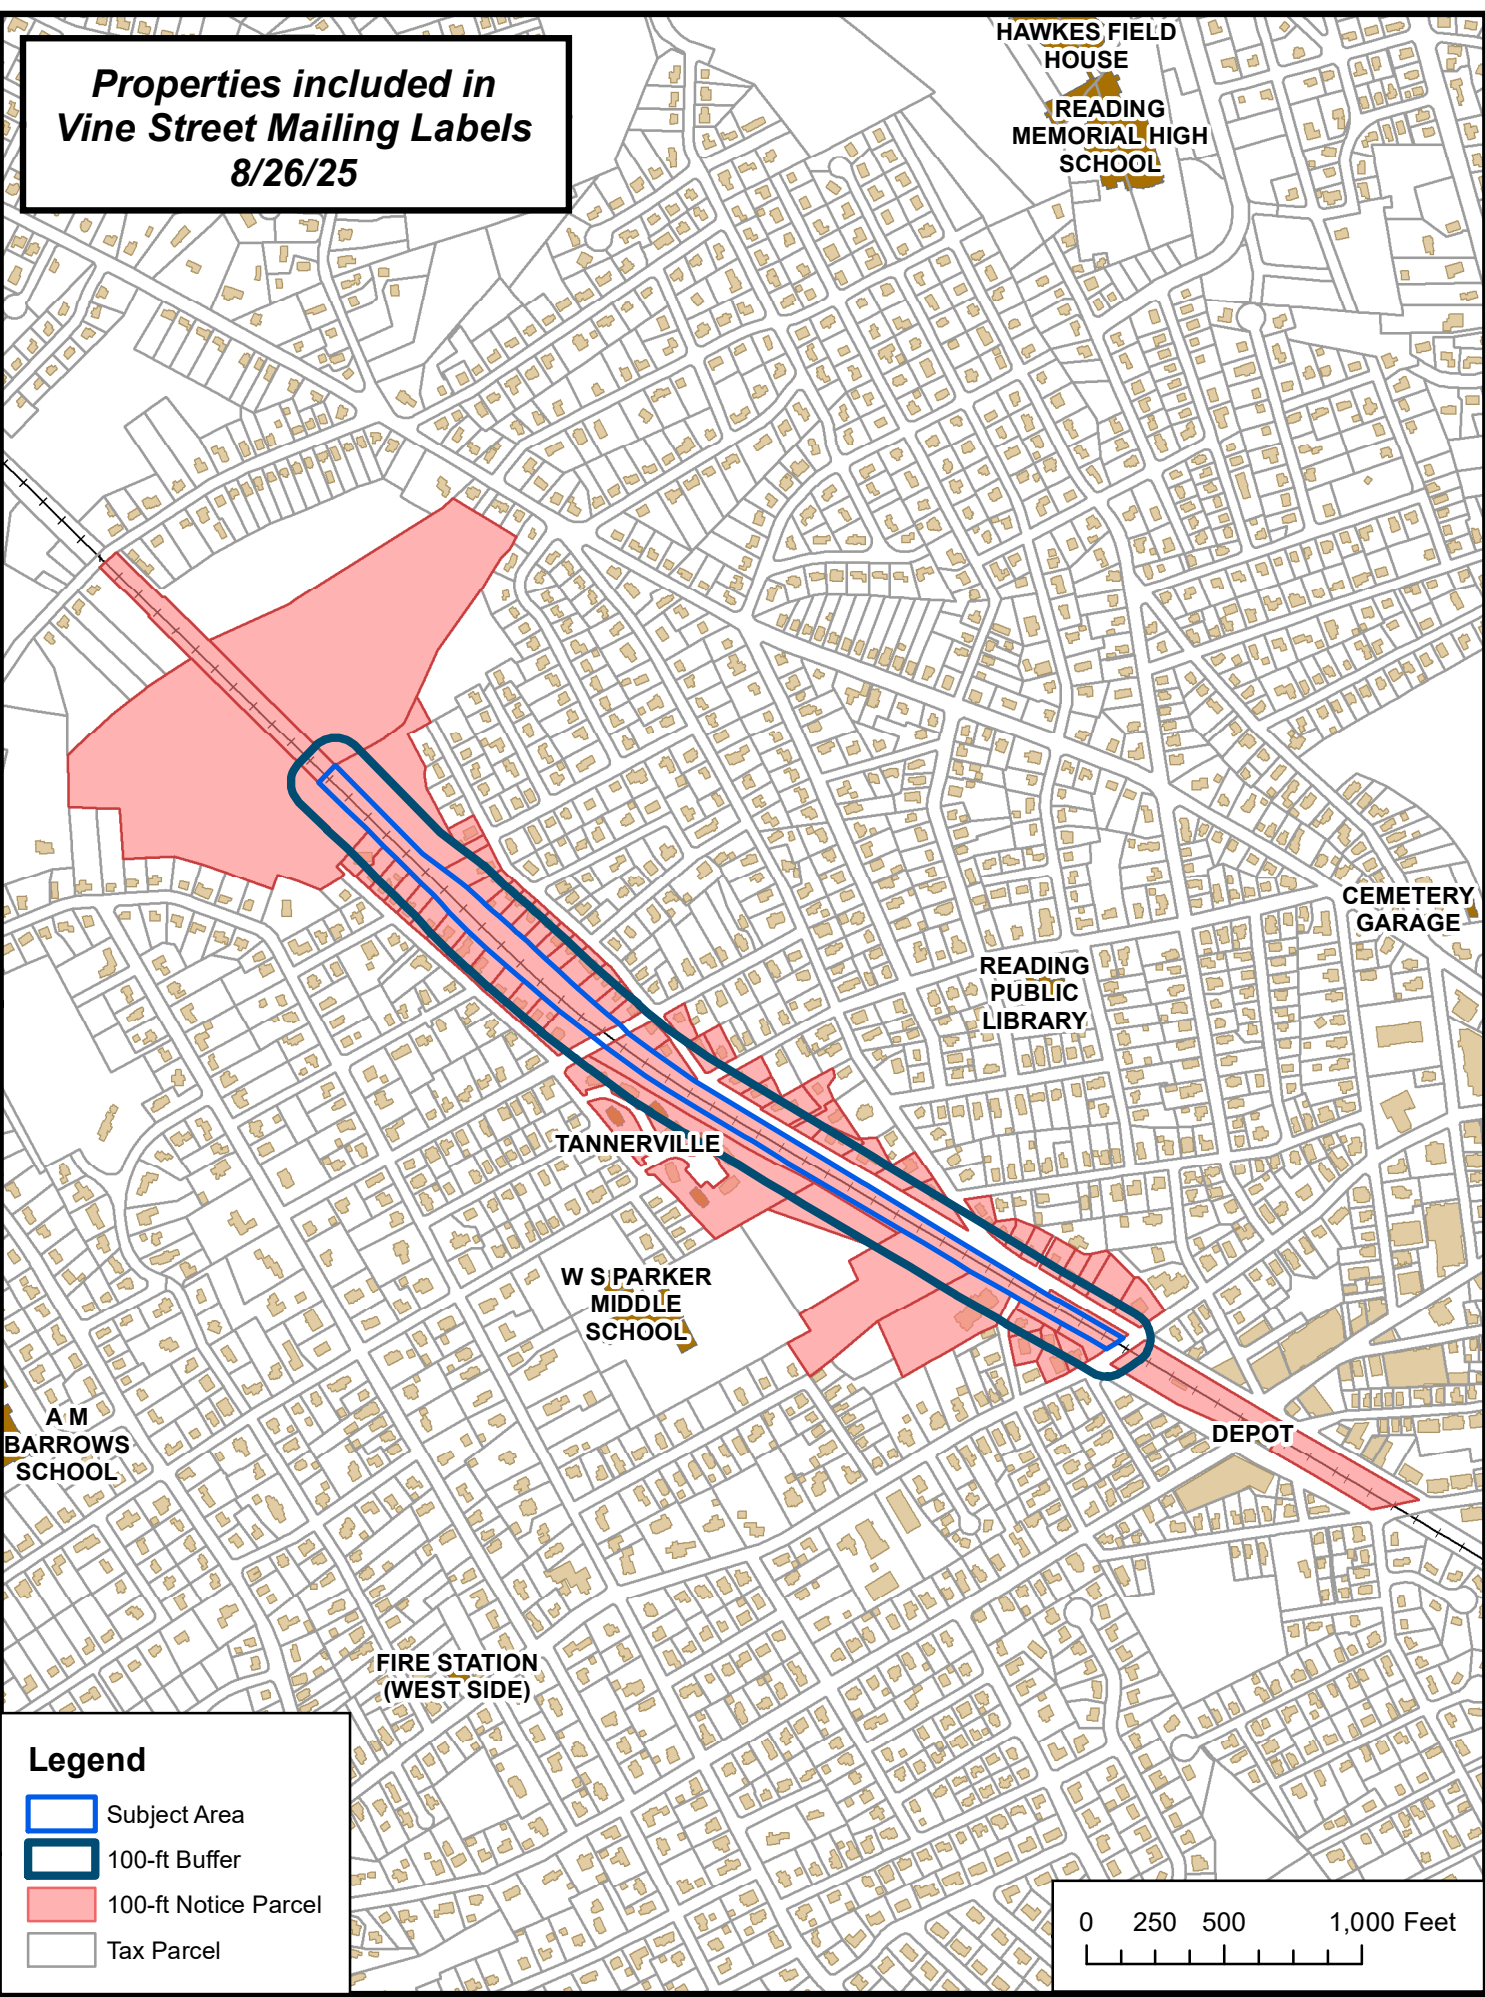 Properties included in
Vine Street Mailing Labels
8/26/25
HAWKES FIELD
HOUSE
READING
MEMORIAL HIGH
SCHOOL
CEMETERY
GARAGE
READING
PUBLIC
LIBRARY
TANNERVILLE
W S PARKER
MIDDLE
SCHOOL
A M
BARROWS
SCHOOL
DEPOT
FIRE STATION
(WEST SIDE)
Legend
Subject Area
100-ft Buffer
100-ft Notice Parcel
Tax Parcel
0 250 500 1,000 Feet